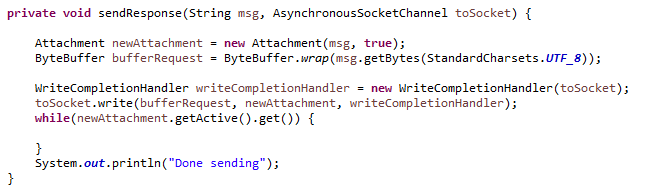 private void sendResponse(String msg, AsynchronousSocketChannel toSocket) {
Attachment newAttachment = new Attachment(msg, true);
ByteBuffer bufferRequest = ByteBuffer.wrap(msg.getBytes(StandardCharsets.UTF_8));
WriteCompletionHandler writeCompletionHandler = new WriteCompletionHandler(toSocket);
toSocket.write(bufferRequest, newAttachment, writeCompletionHandler);
while(newAttachment.getActive().get()) {
}
System.out.println("Done sending");
}